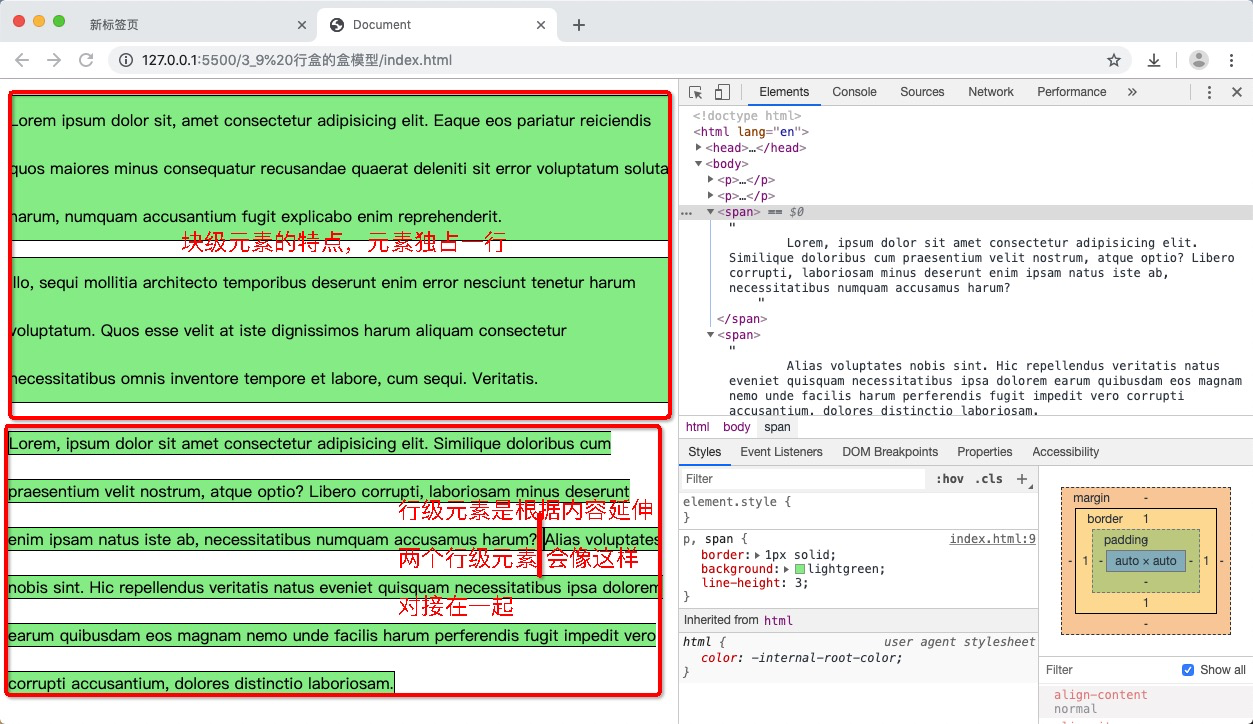 新标签页
Document
127.0.0.1:5500/3_9%20行盒的盒模型/index.html
Lorem ipsum dolor sit, amet consectetur adipisicing elit. Eaque eos pariatur reiciendis
quos maiores minus consequatur recusandae quaerat deleniti sit error voluptatum soluta
harum, numquam accusantium fugit explicabo enim reprehenderit.
块级元素的特点，元素独占一行
Illo, sequi mollitia architecto temporibus deserunt enim error nesciunt tenetur harum
voluptatum. Quos esse velit at iste dignissimos harum aliquam consectetur
necessitatibus omnis inventore tempore et labore, cum sequi. Veritatis.
Lorem, ipsum dolor sit amet consectetur adipisicing elit. Similique doloribus cum
praesentium velit nostrum, atque optio? Libero corrupti, laboriosam minus deserunt
行级元素是根据内容延伸
enim ipsam natus iste ab, necessitatibus numquam accusamus harum? Alias voluptates
两个行级元素 会像这样
nobis sint. Hic repellendus veritatis natus eveniet quisquam necessitatibus ipsa dolorem
对接在一起
earum quibusdam eos magnam nemo unde facilis harum perferendis fugit impedit vero
corrupti accusantium, dolores distinctio laboriosam.
Elements Console Sources Network Performance »
<!doctype html>
<html lang="en">
<head>…</head>
<body>
<p>…</p>
<p>…</p>
… <span> == $0
"
Lorem, ipsum dolor sit amet consectetur adipisicing elit.
Similique doloribus cum praesentium velit nostrum, atque optio? Libero
corrupti, laboriosam minus deserunt enim ipsam natus iste ab,
necessitatibus numquam accusamus harum?
"
</span>
<span>
"
Alias voluptates nobis sint. Hic repellendus veritatis natus
eveniet quisquam necessitatibus ipsa dolorem earum quibusdam eos magnam
nemo unde facilis harum perferendis fugit impedit vero corrupti
accusantium, dolores distinctio laboriosam.
html body span
Styles Event Listeners DOM Breakpoints Properties Accessibility
Filter :hov .cls +
element.style {
}
p, span { index.html:9
border: 1px solid;
background: lightgreen;
line-height: 3;
}
Inherited from html
html { user agent stylesheet
color: -internal-root-color;
}
margin -
border 1
padding -
- 1 - auto × auto - 1 -
-
1
-
Filter Show all
align-content
normal